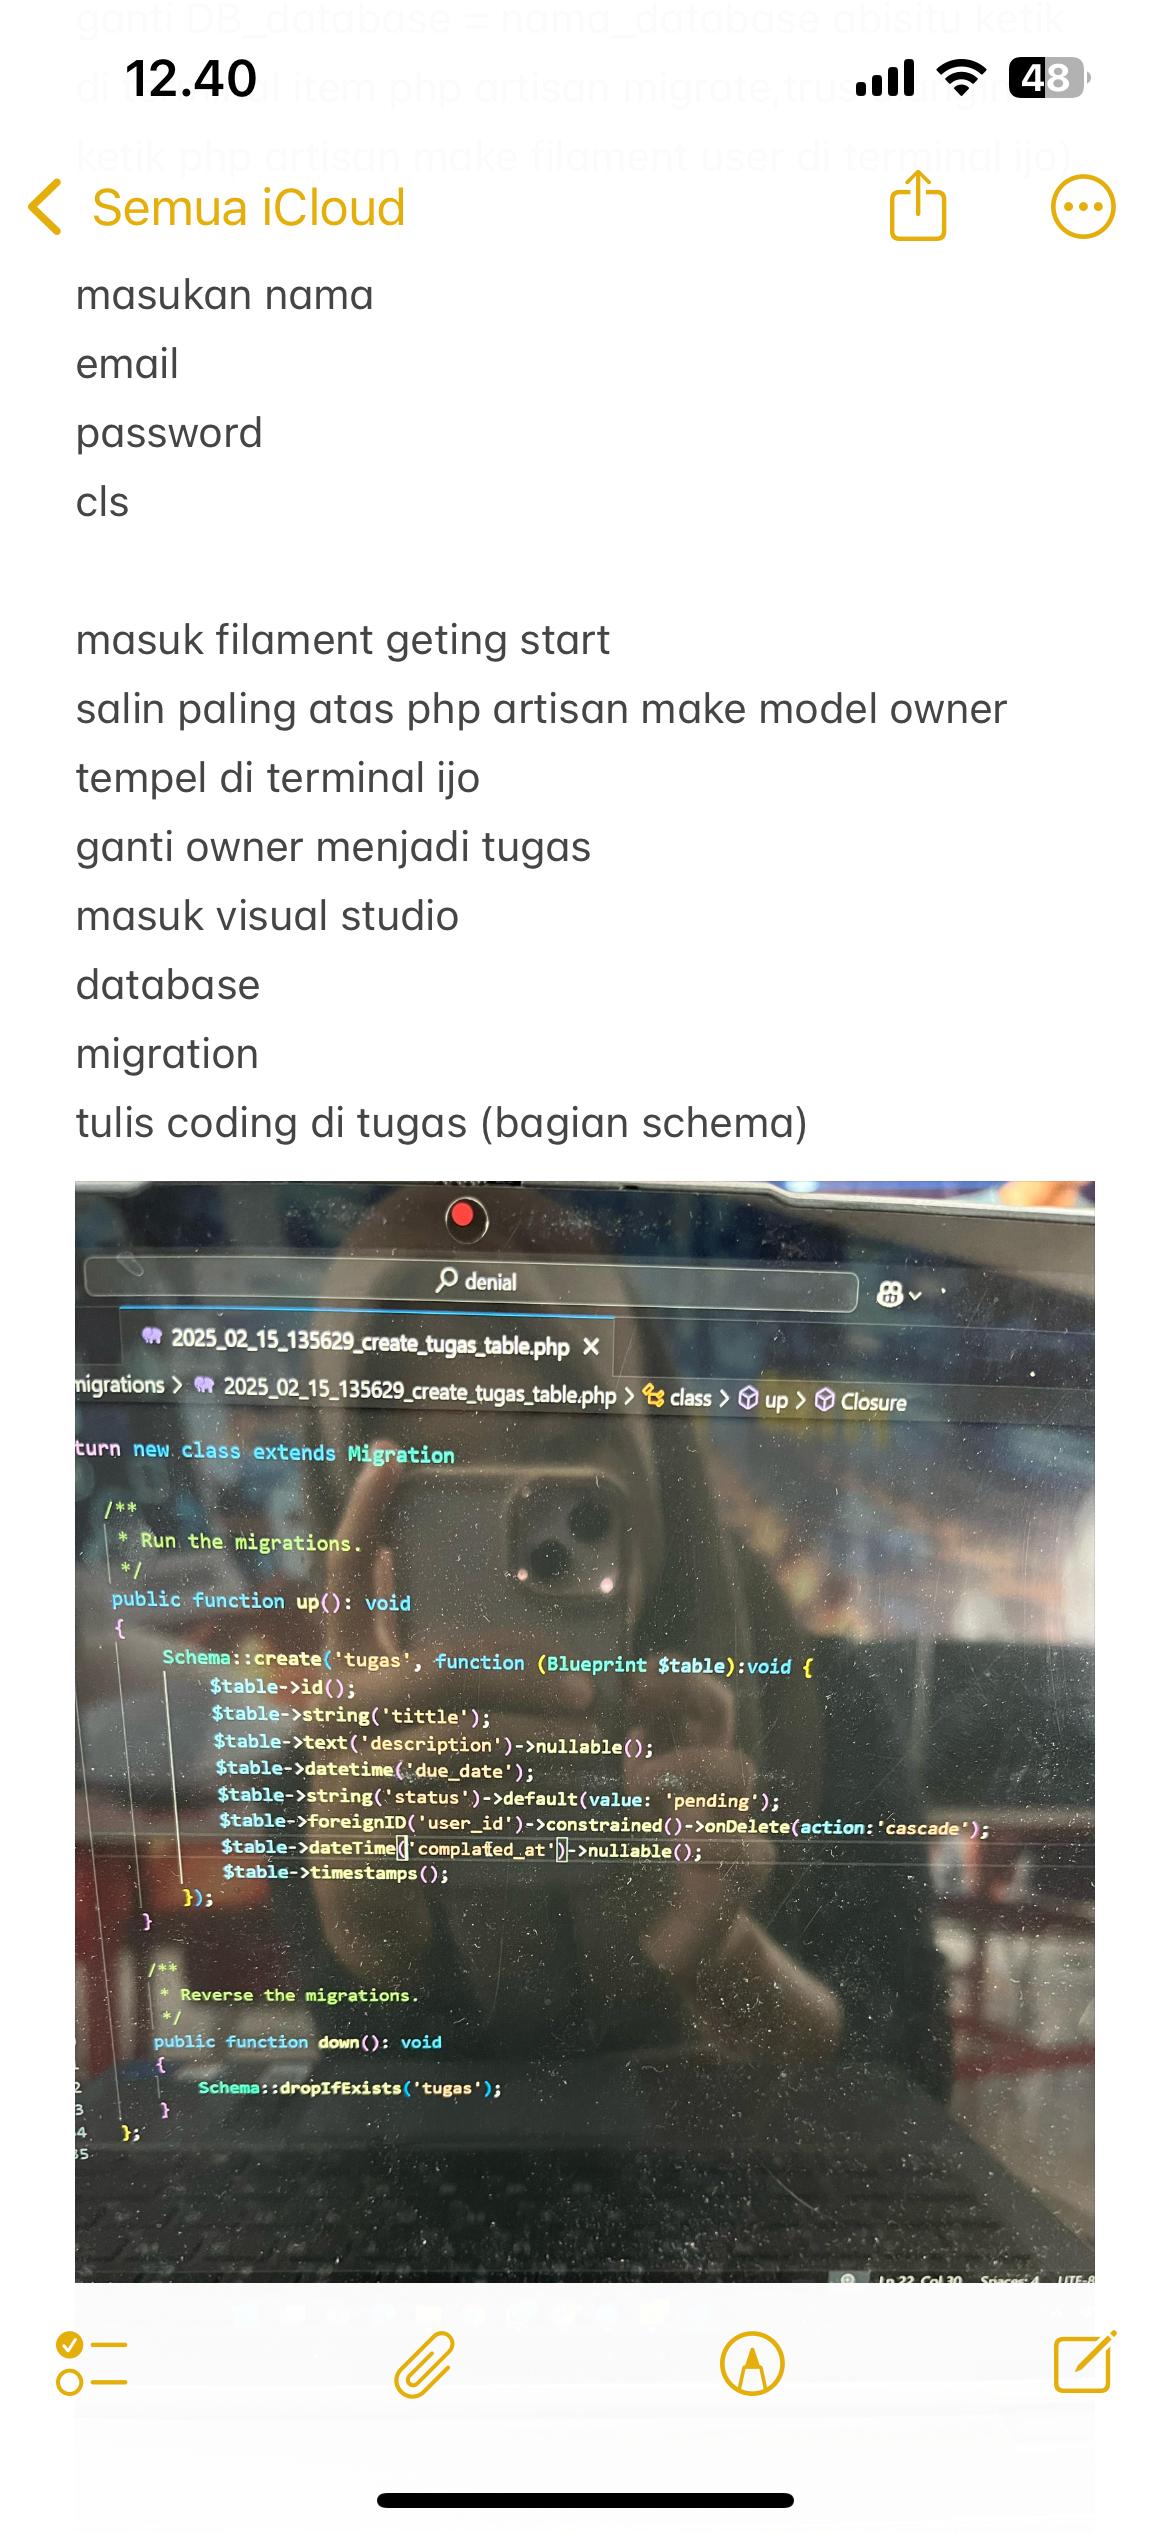 ganti DB_database = nama_database abisitu ketik
12.40
48
item php artisan migrate,
ketik php artisan make filament user di terminal ijo)
Semua iCloud
masukan nama
email
password
cls
masuk filament geting start
salin paling atas php artisan make model owner
tempel di terminal ijo
ganti owner menjadi tugas
masuk visual studio
database
migration
tulis coding di tugas (bagian schema)
denial
2025_02_15_135629_create_tugas_table.php
migrations > 2025_02_15_135629_create_tugas_table.php > class > up > Closure
turn new class extends Migration
/**
* Run the migrations.
*/
public function up(): void
{
Schema::create('tugas', function (Blueprint $table):void {
$table->id();
$table->string('tittle');
$table->text('description')->nullable();
$table->datetime('due_date');
$table->string('status')->default(value: 'pending');
$table->foreignID('user_id')->constrained()->onDelete(action:'cascade');
$table->dateTime('complated_at')->nullable();
$table->timestamps();
});
}
/**
* Reverse the migrations.
*/
public function down(): void
{
Schema::dropIfExists('tugas');
}
};
2
3
4
35
Ln 22, Col 30 Spaces: 4 UTF-8